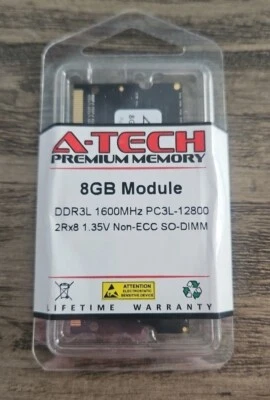 8G
A-TECH
PREMIUM MEMORY
8GB Module
DDR3L 1600MHz PC3L-12800
2Rx8 1.35V Non-ECC SO-DIMM
ATTENTION
LIFETIME WARRANTY